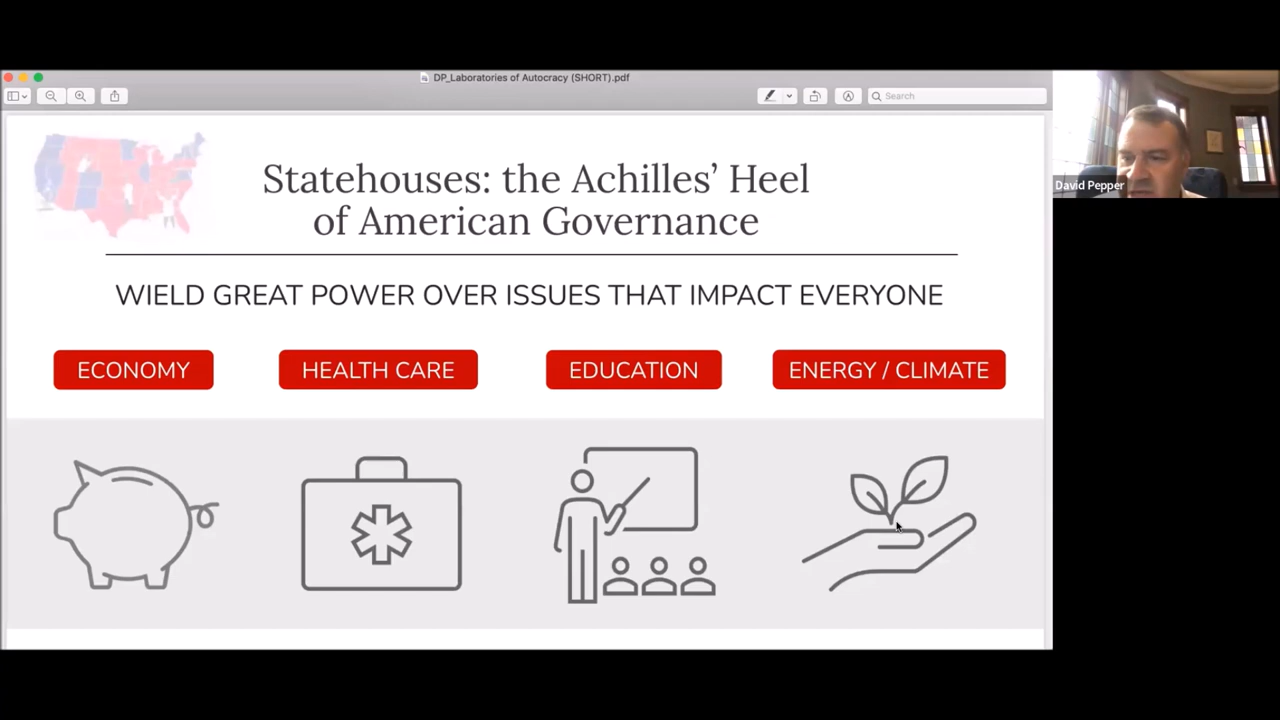 DP_Laboratories of Autocracy (SHORT).pdf
Search
Statehouses: the Achilles’ Heel
of American Governance
WIELD GREAT POWER OVER ISSUES THAT IMPACT EVERYONE
ECONOMY
HEALTH CARE
EDUCATION
ENERGY / CLIMATE
David Pepper